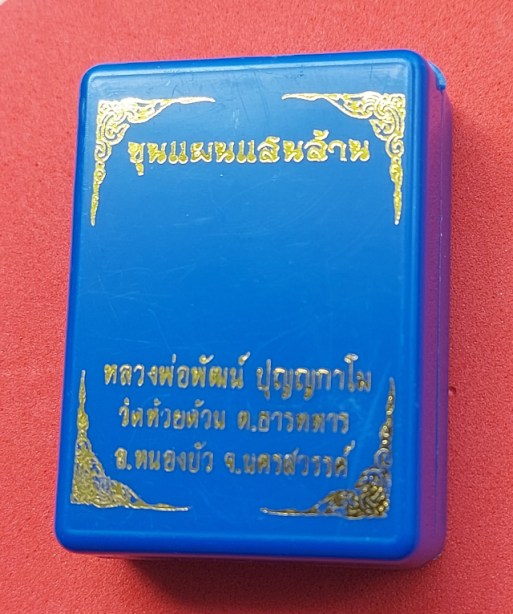 ขุนแผนแสนล้าน
หลวงพ่อพัฒน์ ปุญญกาโม
วัดห้วยด้วน ต.ธารทหาร
อ.หนองบัว จ.นครสวรรค์